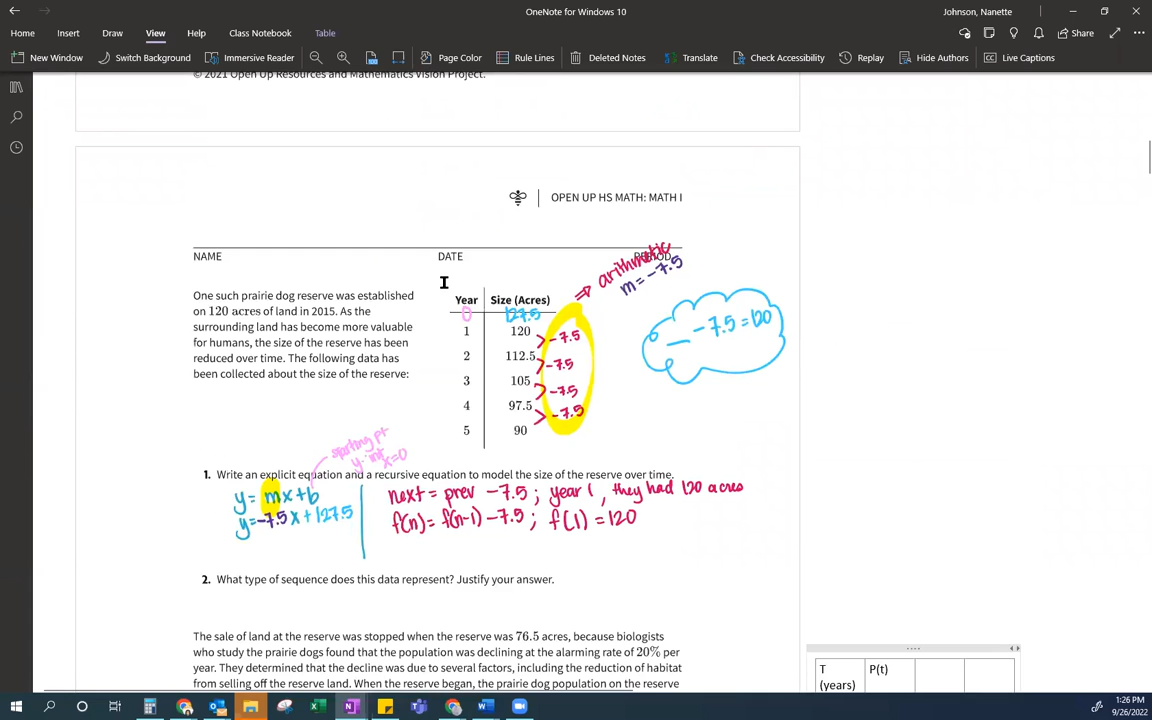 OneNote for Windows 10
Johnson, Nanette
Home Insert Draw View Help Class Notebook Table
Share
New Window Switch Background Immersive Reader Page Color Rule Lines Deleted Notes Translate Check Accessibility Replay Hide Authors Live Captions
© 2021 Open Up Resources and Mathematics Vision Project.
OPEN UP HS MATH: MATH I
NAME DATE PERIOD
⇒ arithmetic
m = -7.5
One such prairie dog reserve was established
on 120 acres of land in 2015. As the
surrounding land has become more valuable
for humans, the size of the reserve has been
reduced over time. The following data has
been collected about the size of the reserve:
Year Size (Acres)
0 127.5
1 120
> -7.5
2 112.5
> -7.5
3 105
> -7.5
4 97.5
> -7.5
5 90
__ - 7.5 = 120
starting pt
y-int
x=0
1. Write an explicit equation and a recursive equation to model the size of the reserve over time.
y = mx + b
y = -7.5x + 127.5
next = prev - 7.5 ; year 1, they had 120 acres
f(n) = f(n-1) - 7.5 ; f(1) = 120
2. What type of sequence does this data represent? Justify your answer.
The sale of land at the reserve was stopped when the reserve was 76.5 acres, because biologists
who study the prairie dogs found that the population was declining at the alarming rate of 20% per
year. They determined that the decline was due to several factors, including the reduction of habitat
from selling off the reserve land. When the reserve began, the prairie dog population on the reserve
T (years) P(t)
1:26 PM
9/26/2022